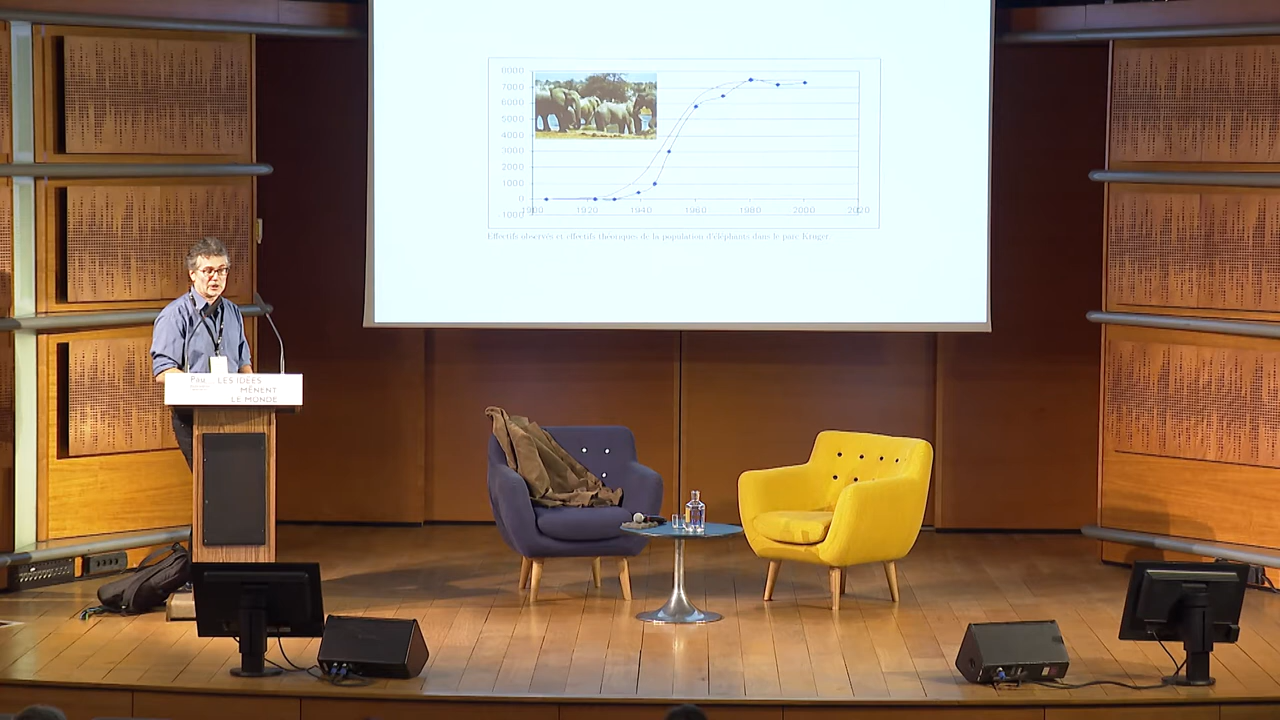 8000
7000
6000
5000
4000
3000
2000
1000
0
-1000
1900 1920 1940 1960 1980 2000 2020
Effectifs observés et effectifs théoriques de la population d'éléphants dans le parc Kruger.
Pau LES IDÉES
MÈNENT
LE MONDE